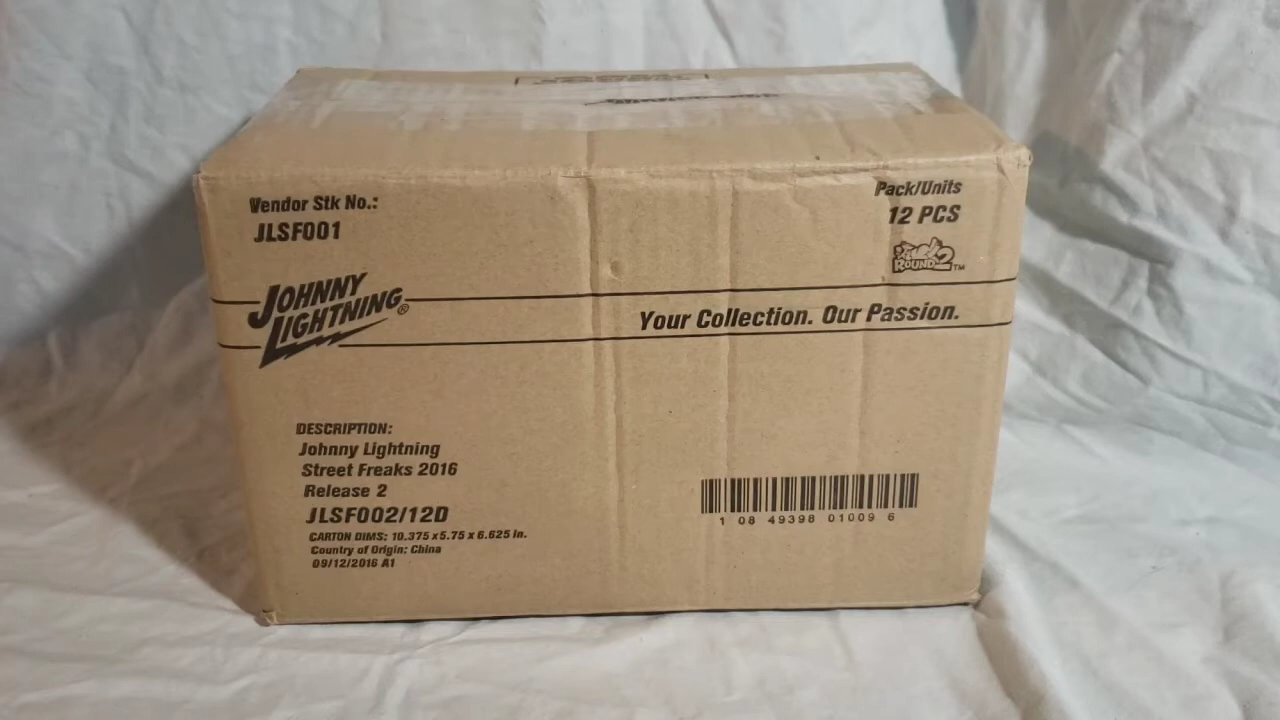 Vendor Stk No.:
JLSF001
Pack/Units
12 PCS
ROUND2™
JOHNNY
LIGHTNING®
Your Collection. Our Passion.
DESCRIPTION:
Johnny Lightning
Street Freaks 2016
Release 2
JLSF002/12D
CARTON DIMS: 10.375 x 5.75 x 6.625 in.
Country of Origin: China
09/12/2016 A1
1 08 49398 01009 6